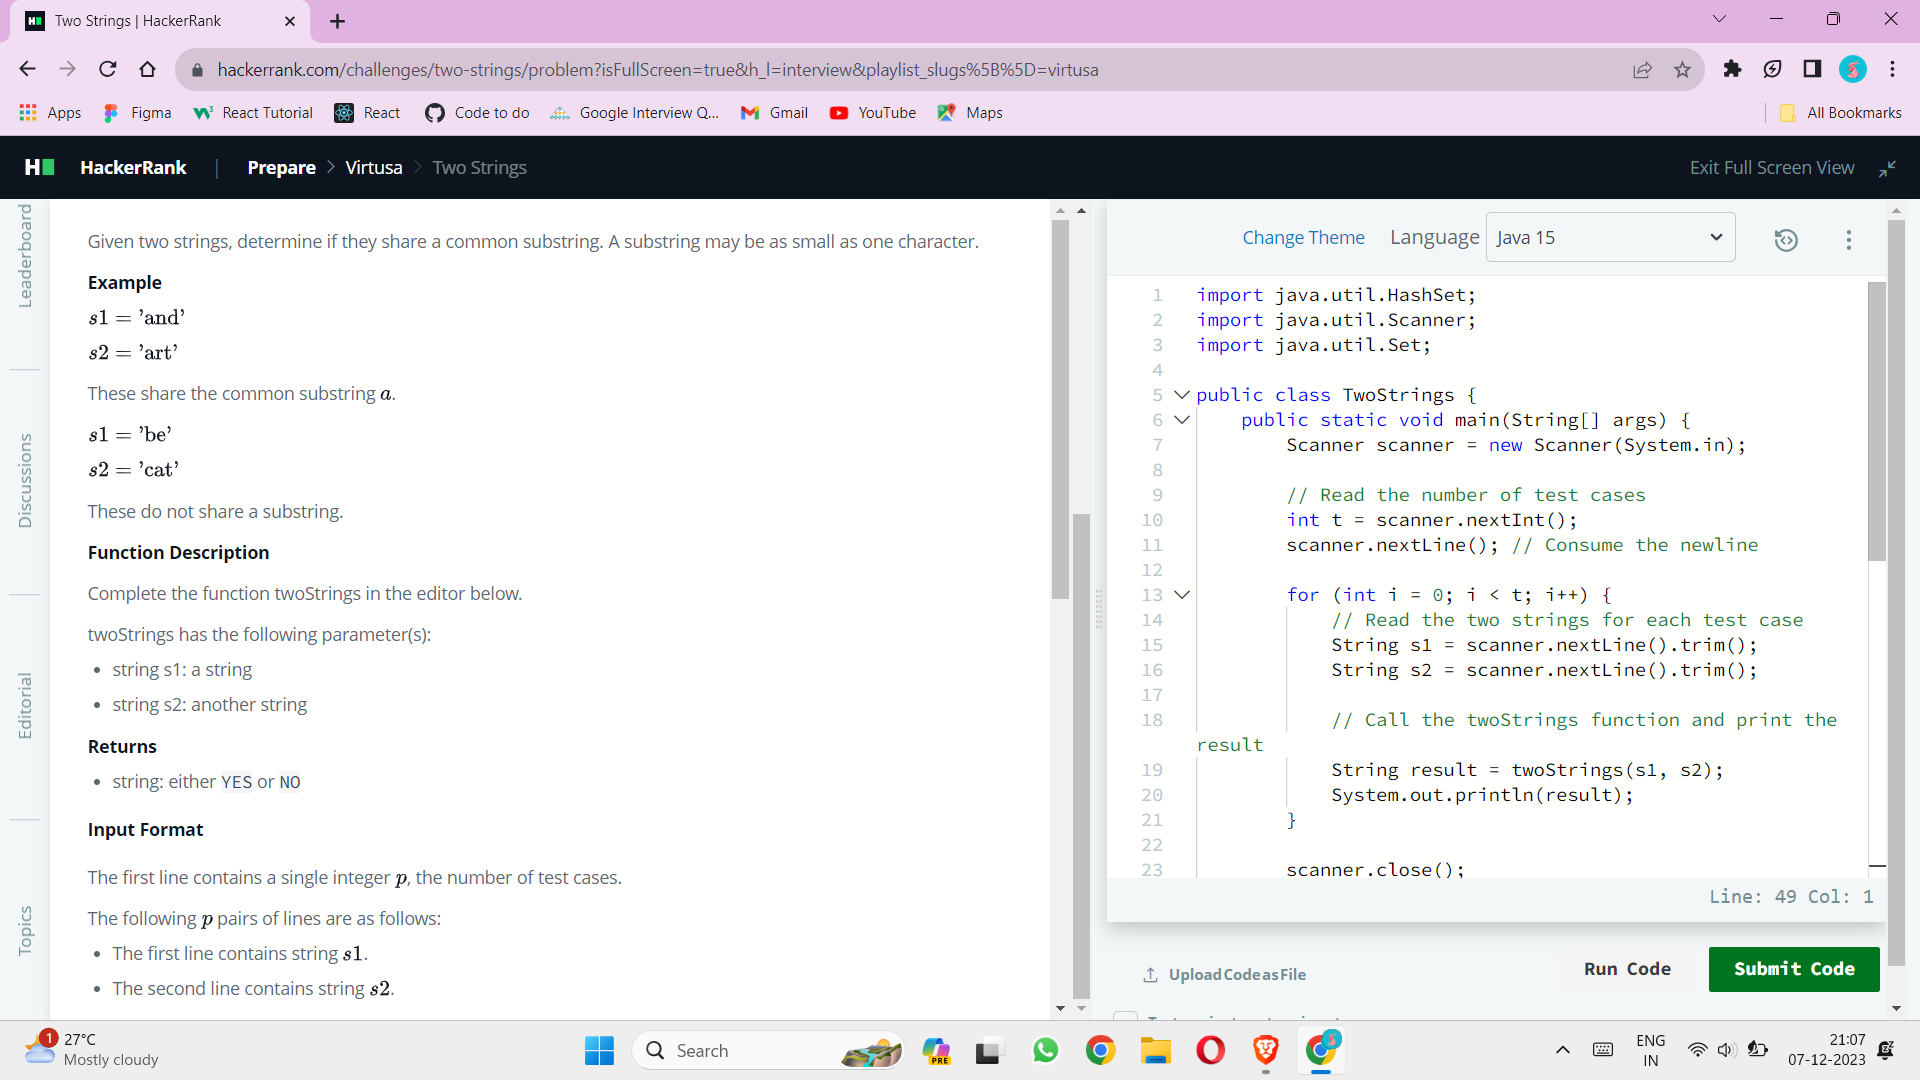 Two Strings | HackerRank
hackerrank.com/challenges/two-strings/problem?isFullScreen=true&h_l=interview&playlist_slugs%5B%5D=virtusa
Apps Figma React Tutorial React Code to do Google Interview Q... Gmail YouTube Maps All Bookmarks
HackerRank | Prepare > Virtusa > Two Strings Exit Full Screen View
Leaderboard
Discussions
Editorial
Topics
Given two strings, determine if they share a common substring. A substring may be as small as one character.
Example
s1 = 'and'
s2 = 'art'
These share the common substring a.
s1 = 'be'
s2 = 'cat'
These do not share a substring.
Function Description
Complete the function twoStrings in the editor below.
twoStrings has the following parameter(s):
• string s1: a string
• string s2: another string
Returns
• string: either YES or NO
Input Format
The first line contains a single integer p, the number of test cases.
The following p pairs of lines are as follows:
• The first line contains string s1.
• The second line contains string s2.
Change Theme Language Java 15
1 import java.util.HashSet;
2 import java.util.Scanner;
3 import java.util.Set;
4
5 public class TwoStrings {
6 public static void main(String[] args) {
7 Scanner scanner = new Scanner(System.in);
8
9 // Read the number of test cases
10 int t = scanner.nextInt();
11 scanner.nextLine(); // Consume the newline
12
13 for (int i = 0; i < t; i++) {
14 // Read the two strings for each test case
15 String s1 = scanner.nextLine().trim();
16 String s2 = scanner.nextLine().trim();
17
18 // Call the twoStrings function and print the
result
19 String result = twoStrings(s1, s2);
20 System.out.println(result);
21 }
22
23 scanner.close();
Line: 49 Col: 1
Upload Code as File
Run Code
Submit Code
1
27°C
Mostly cloudy
Search
PRE
ENG
IN
21:07
07-12-2023